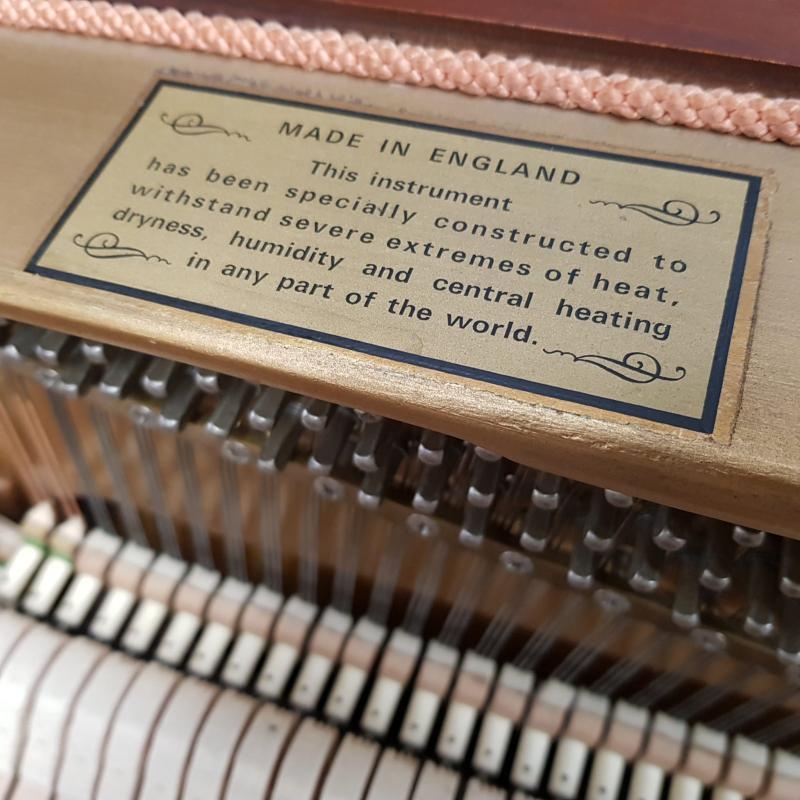 MADE IN ENGLAND
This instrument
has been specially constructed to
withstand severe extremes of heat,
dryness, humidity and central heating
in any part of the world.